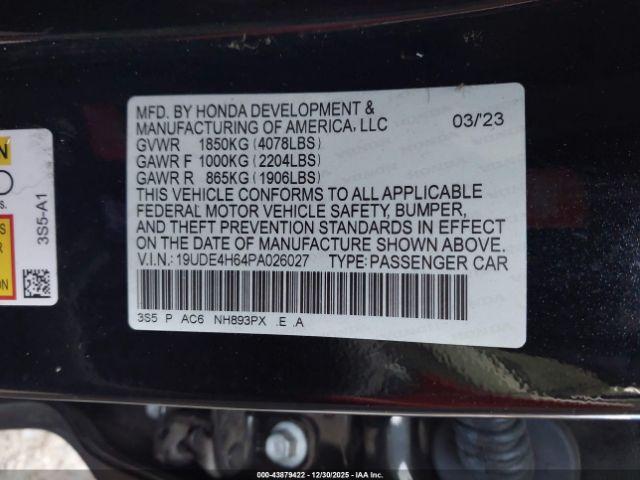 MFD. BY HONDA DEVELOPMENT &
MANUFACTURING OF AMERICA, LLC 03/'23
GVWR 1850KG (4078LBS)
GAWR F 1000KG (2204LBS)
GAWR R 865KG (1906LBS)
THIS VEHICLE CONFORMS TO ALL APPLICABLE
FEDERAL MOTOR VEHICLE SAFETY, BUMPER,
AND THEFT PREVENTION STANDARDS IN EFFECT
ON THE DATE OF MANUFACTURE SHOWN ABOVE.
V.I.N.: 19UDE4H64PA026027 TYPE: PASSENGER CAR
3S5 P AC6 NH893PX .E .A
3S5-A1
000-43879422 - 12/30/2025 - IAA Inc.